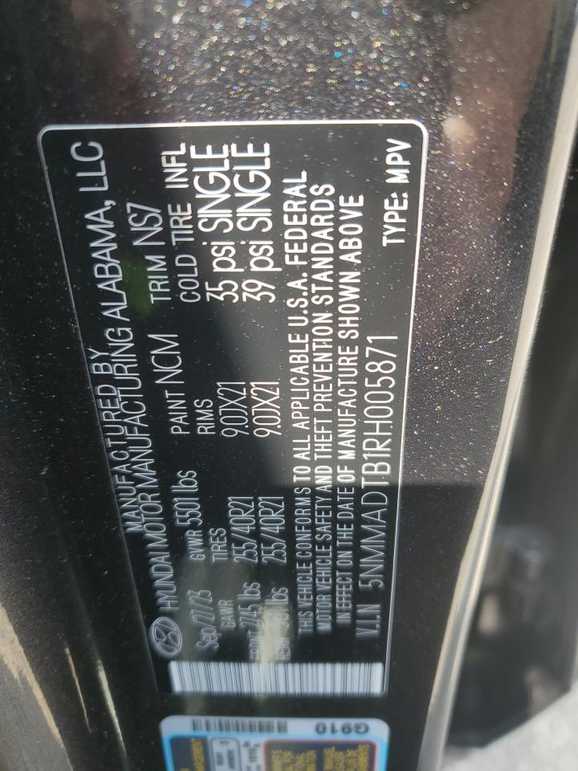 MANUFACTURED BY
HYUNDAI MOTOR MANUFACTURING ALABAMA, LLC
GVWR 5501 lbs PAINT NCM TRIM NS7
GAWR TIRES RIMS COLD TIRE INFL
2745 lbs 255/40R21 9.0JX21 35 psi SINGLE
lbs 255/40R21 9.0JX21 39 psi SINGLE
THIS VEHICLE CONFORMS TO ALL APPLICABLE U.S.A. FEDERAL
MOTOR VEHICLE SAFETY AND THEFT PREVENTION STANDARDS
IN EFFECT ON THE DATE OF MANUFACTURE SHOWN ABOVE
V.I.N 5NMMADTB1RH005871 TYPE: MPV
G910